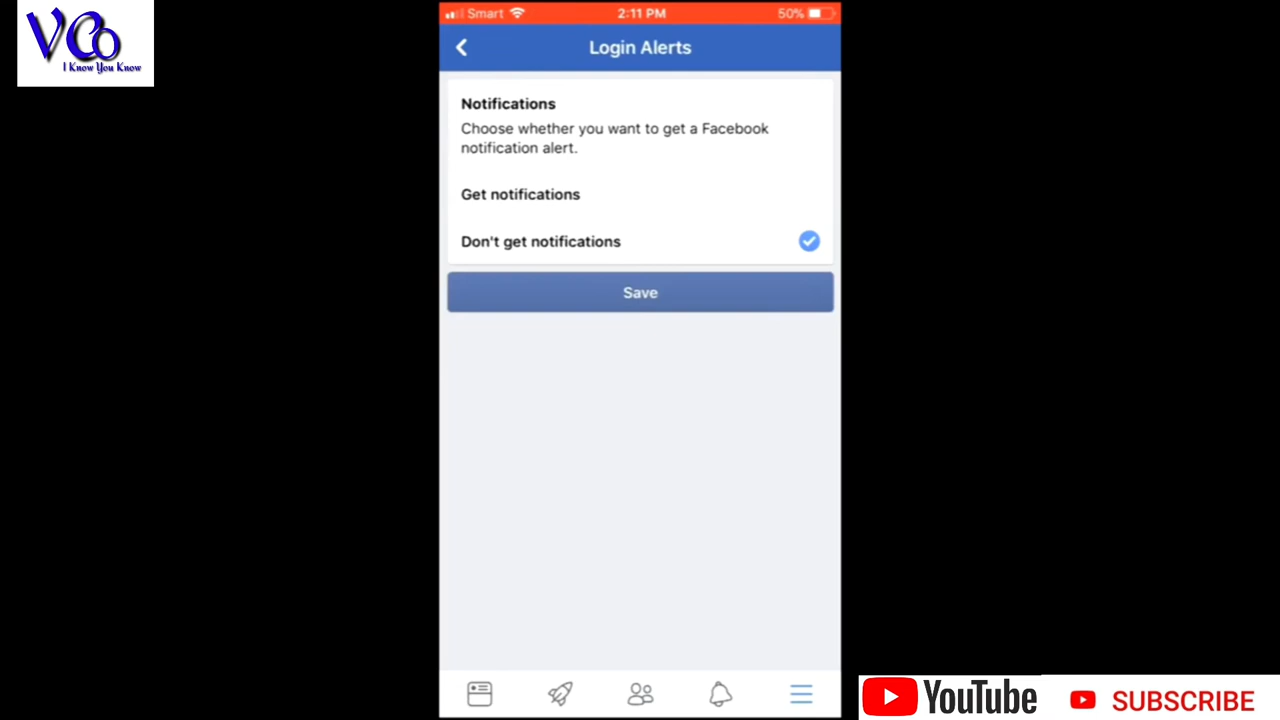 VCo
I Know You Know
Smart
2:11 PM
50%
Login Alerts
Notifications
Choose whether you want to get a Facebook
notification alert.
Get notifications
Don't get notifications
Save
YouTube
SUBSCRIBE